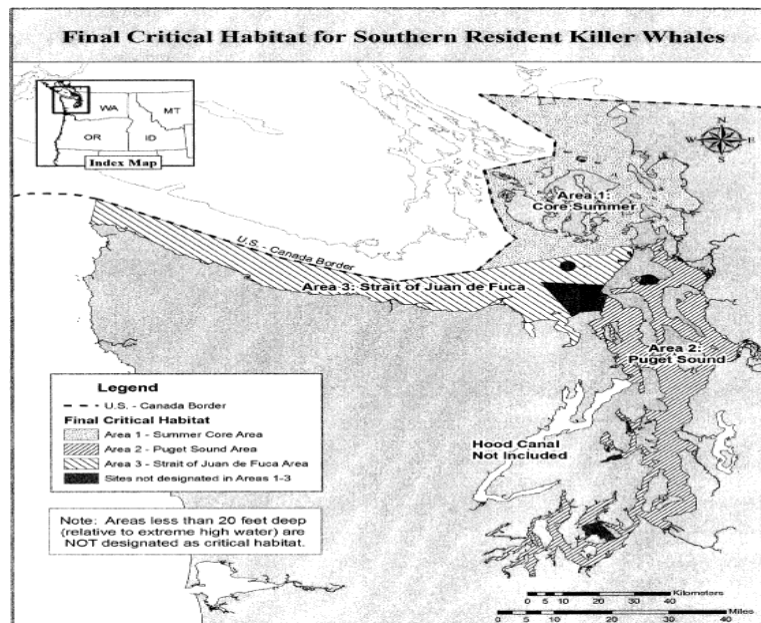 Final Critical Habitat for Southern Resident Killer Whales
WA
MT
OR
ID
Index Map
N
W
E
S
Area 1:
Core Summer
U.S. - Canada Border
Area 3: Strait of Juan de Fuca
Area 2:
Puget Sound
Hood Canal
Not Included
Legend
U.S. - Canada Border
Final Critical Habitat
Area 1 - Summer Core Area
Area 2 - Puget Sound Area
Area 3 - Strait of Juan de Fuca Area
Sites not designated in Areas 1-3
Note: Areas less than 20 feet deep
(relative to extreme high water) are
NOT designated as critical habitat.
Kilometers
0 5 10 20 30 40
Miles
0 5 10 20 30 40